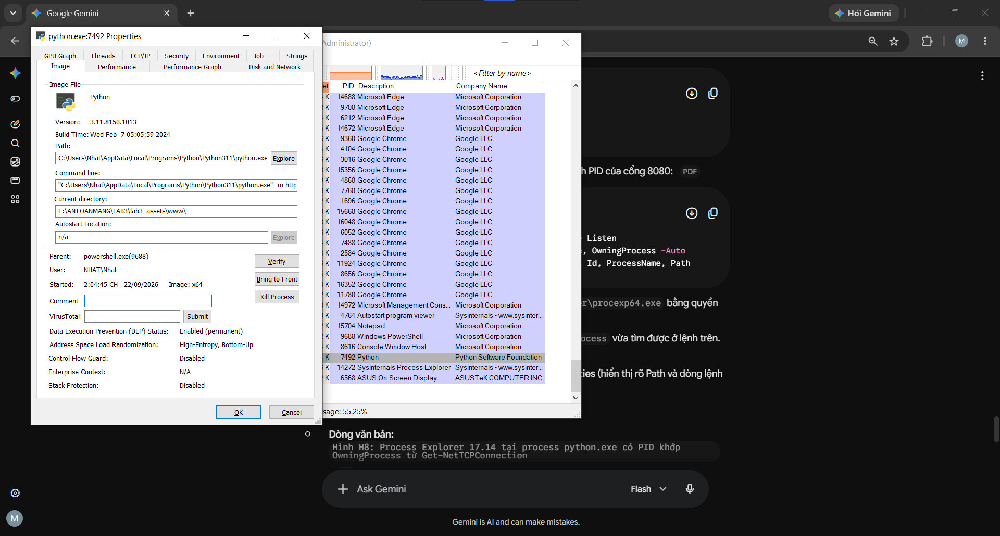 Google Gemini
Hỏi Gemini
M
python.exe:7492 Properties
GPU Graph Threads TCP/IP Security Environment Job Strings
Image Performance Performance Graph Disk and Network
Image File
Python
Version: 3.11.8150.1013
Build Time: Wed Feb 7 05:05:59 2024
Path:
C:\Users\Nhat\AppData\Local\Programs\Python\Python311\python.exe
Explore
Command line:
"C:\Users\Nhat\AppData\Local\Programs\Python\Python311\python.exe" -m http
Current directory:
E:\ANTOANMANG\LAB3\lab3_assets\www\
Autostart Location:
n/a
Explore
Parent: powershell.exe(9688)
Verify
User: NHAT\Nhat
Bring to Front
Started: 2:04:45 CH 22/09/2026 Image: x64
Kill Process
Comment
VirusTotal: Submit
Data Execution Prevention (DEP) Status: Enabled (permanent)
Address Space Load Randomization: High-Entropy, Bottom-Up
Control Flow Guard: Disabled
Enterprise Context: N/A
Stack Protection: Disabled
OK Cancel
Administrator)
<Filter by name>
et PID Description Company Name
K 14688 Microsoft Edge Microsoft Corporation
K 9708 Microsoft Edge Microsoft Corporation
K 6212 Microsoft Edge Microsoft Corporation
K 14672 Microsoft Edge Microsoft Corporation
K 9360 Google Chrome Google LLC
K 4104 Google Chrome Google LLC
K 3016 Google Chrome Google LLC
K 15356 Google Chrome Google LLC
K 4868 Google Chrome Google LLC
K 7768 Google Chrome Google LLC
K 1696 Google Chrome Google LLC
K 15668 Google Chrome Google LLC
K 16048 Google Chrome Google LLC
K 6052 Google Chrome Google LLC
K 7488 Google Chrome Google LLC
K 2584 Google Chrome Google LLC
K 11924 Google Chrome Google LLC
K 8656 Google Chrome Google LLC
K 16352 Google Chrome Google LLC
K 11780 Google Chrome Google LLC
K 14972 Microsoft Management Cons... Microsoft Corporation
K 4764 Autostart program viewer Sysinternals - www.sysinter...
K 15704 Notepad Microsoft Corporation
K 9688 Windows PowerShell Microsoft Corporation
K 8616 Console Window Host Microsoft Corporation
K 7492 Python Python Software Foundation
K 14272 Sysinternals Process Explorer Sysinternals - www.sysinter...
K 6568 ASUS On-Screen Display ASUSTeK COMPUTER INC.
sage: 55.25%
h PID của cổng 8080: PDF
Listen
, OwningProcess -Auto
Id, ProcessName, Path
r\procexp64.exe bằng quyền
ocess vừa tìm được ở lệnh trên.
ties (hiển thị rõ Path và dòng lệnh
Dòng văn bản:
Hình H8: Process Explorer 17.14 tại process python.exe có PID khớp
OwningProcess từ Get-NetTCPConnection
Ask Gemini
Flash
Gemini is AI and can make mistakes.
M